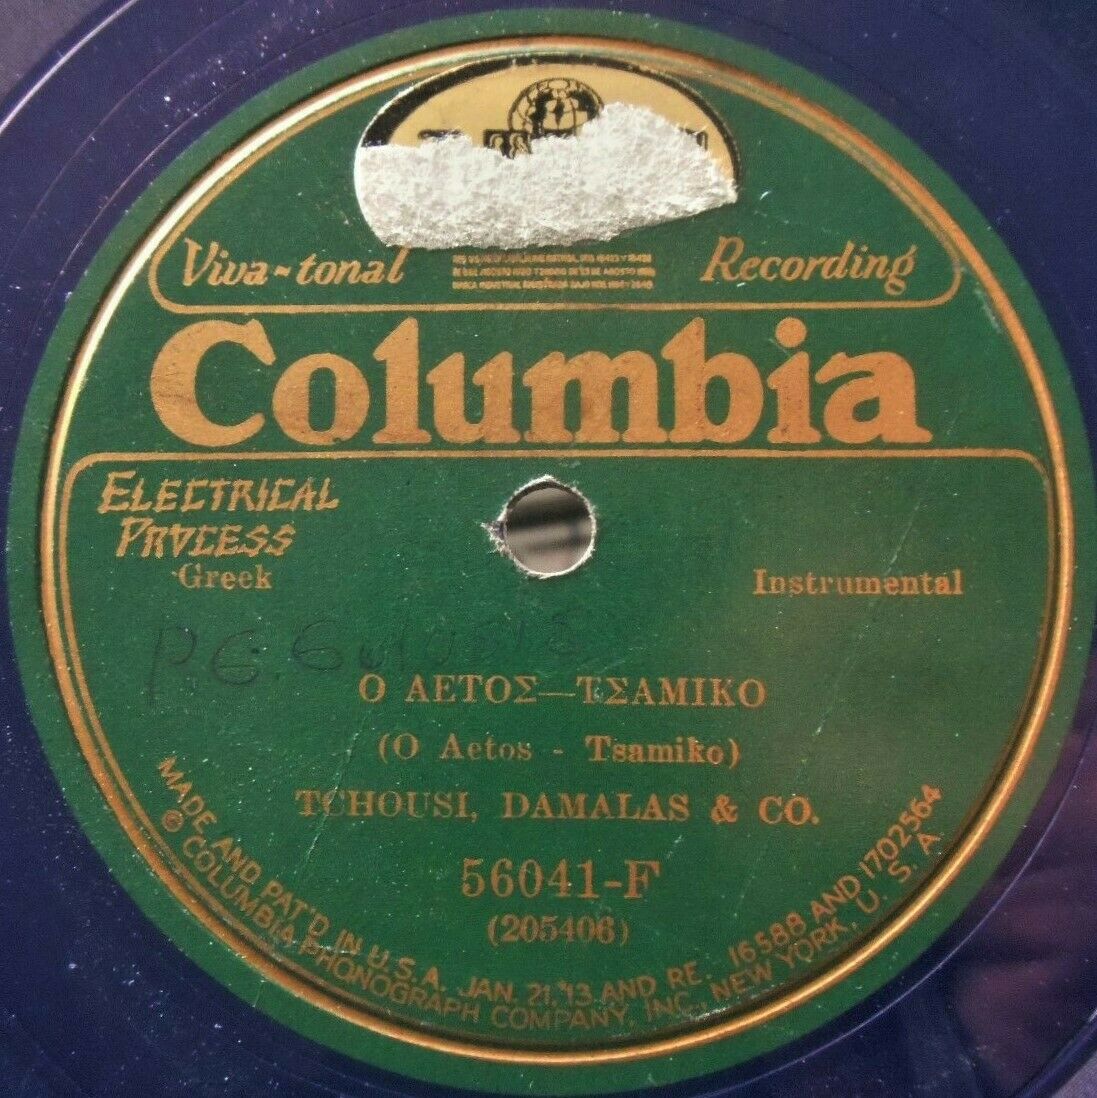 Viva-tonal Recording
Columbia
ELECTRICAL
PROCESS
Greek
Instrumental
Ο ΑΕΤΟΣ—ΤΣΑΜΙΚΟ
(O Aetos - Tsamiko)
TCHOUSI, DAMALAS & CO.
56041-F
(205406)
MADE AND PAT'D IN U.S.A. JAN. 21,'13 AND RE. 16588 AND 1702564
© COLUMBIA PHONOGRAPH COMPANY, INC., NEW YORK, U. S. A.